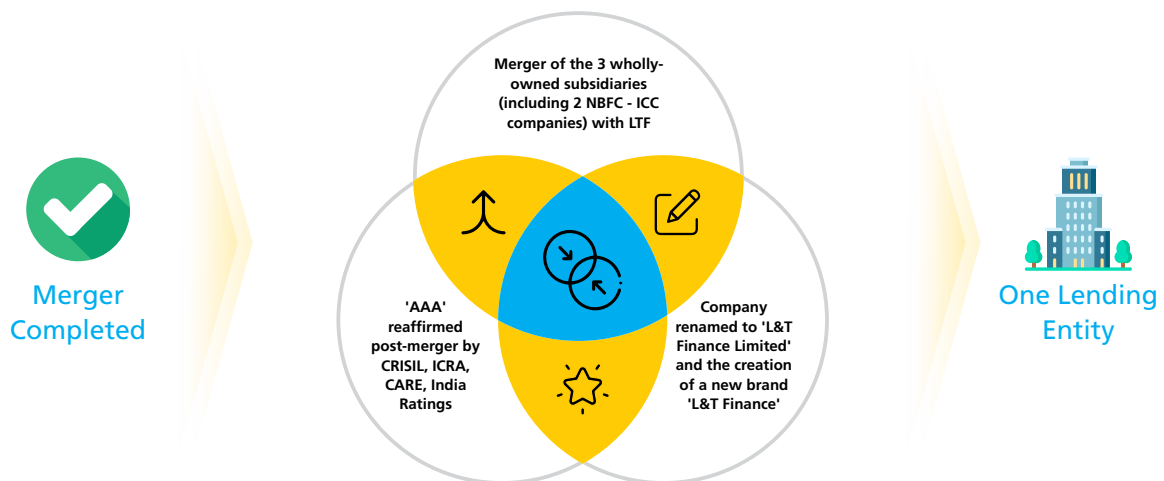 Merger of the 3 wholly-
owned subsidiaries
(including 2 NBFC - ICC
companies) with LTF
Merger
Completed
'AAA'
reaffirmed
post-merger by
CRISIL, ICRA,
CARE, India
Ratings
Company
renamed to 'L&T
Finance Limited'
and the creation
of a new brand
'L&T Finance'
One Lending
Entity